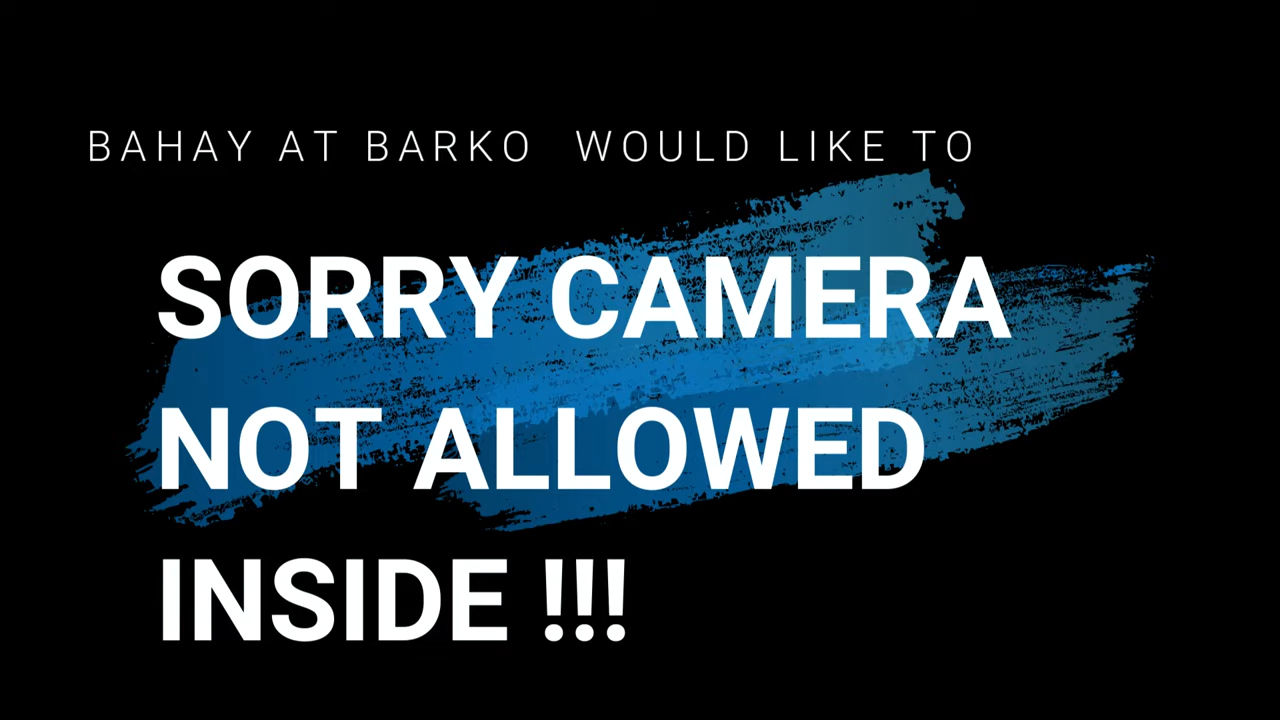 BAHAY AT BARKO WOULD LIKE TO
SORRY CAMERA
NOT ALLOWED
INSIDE !!!